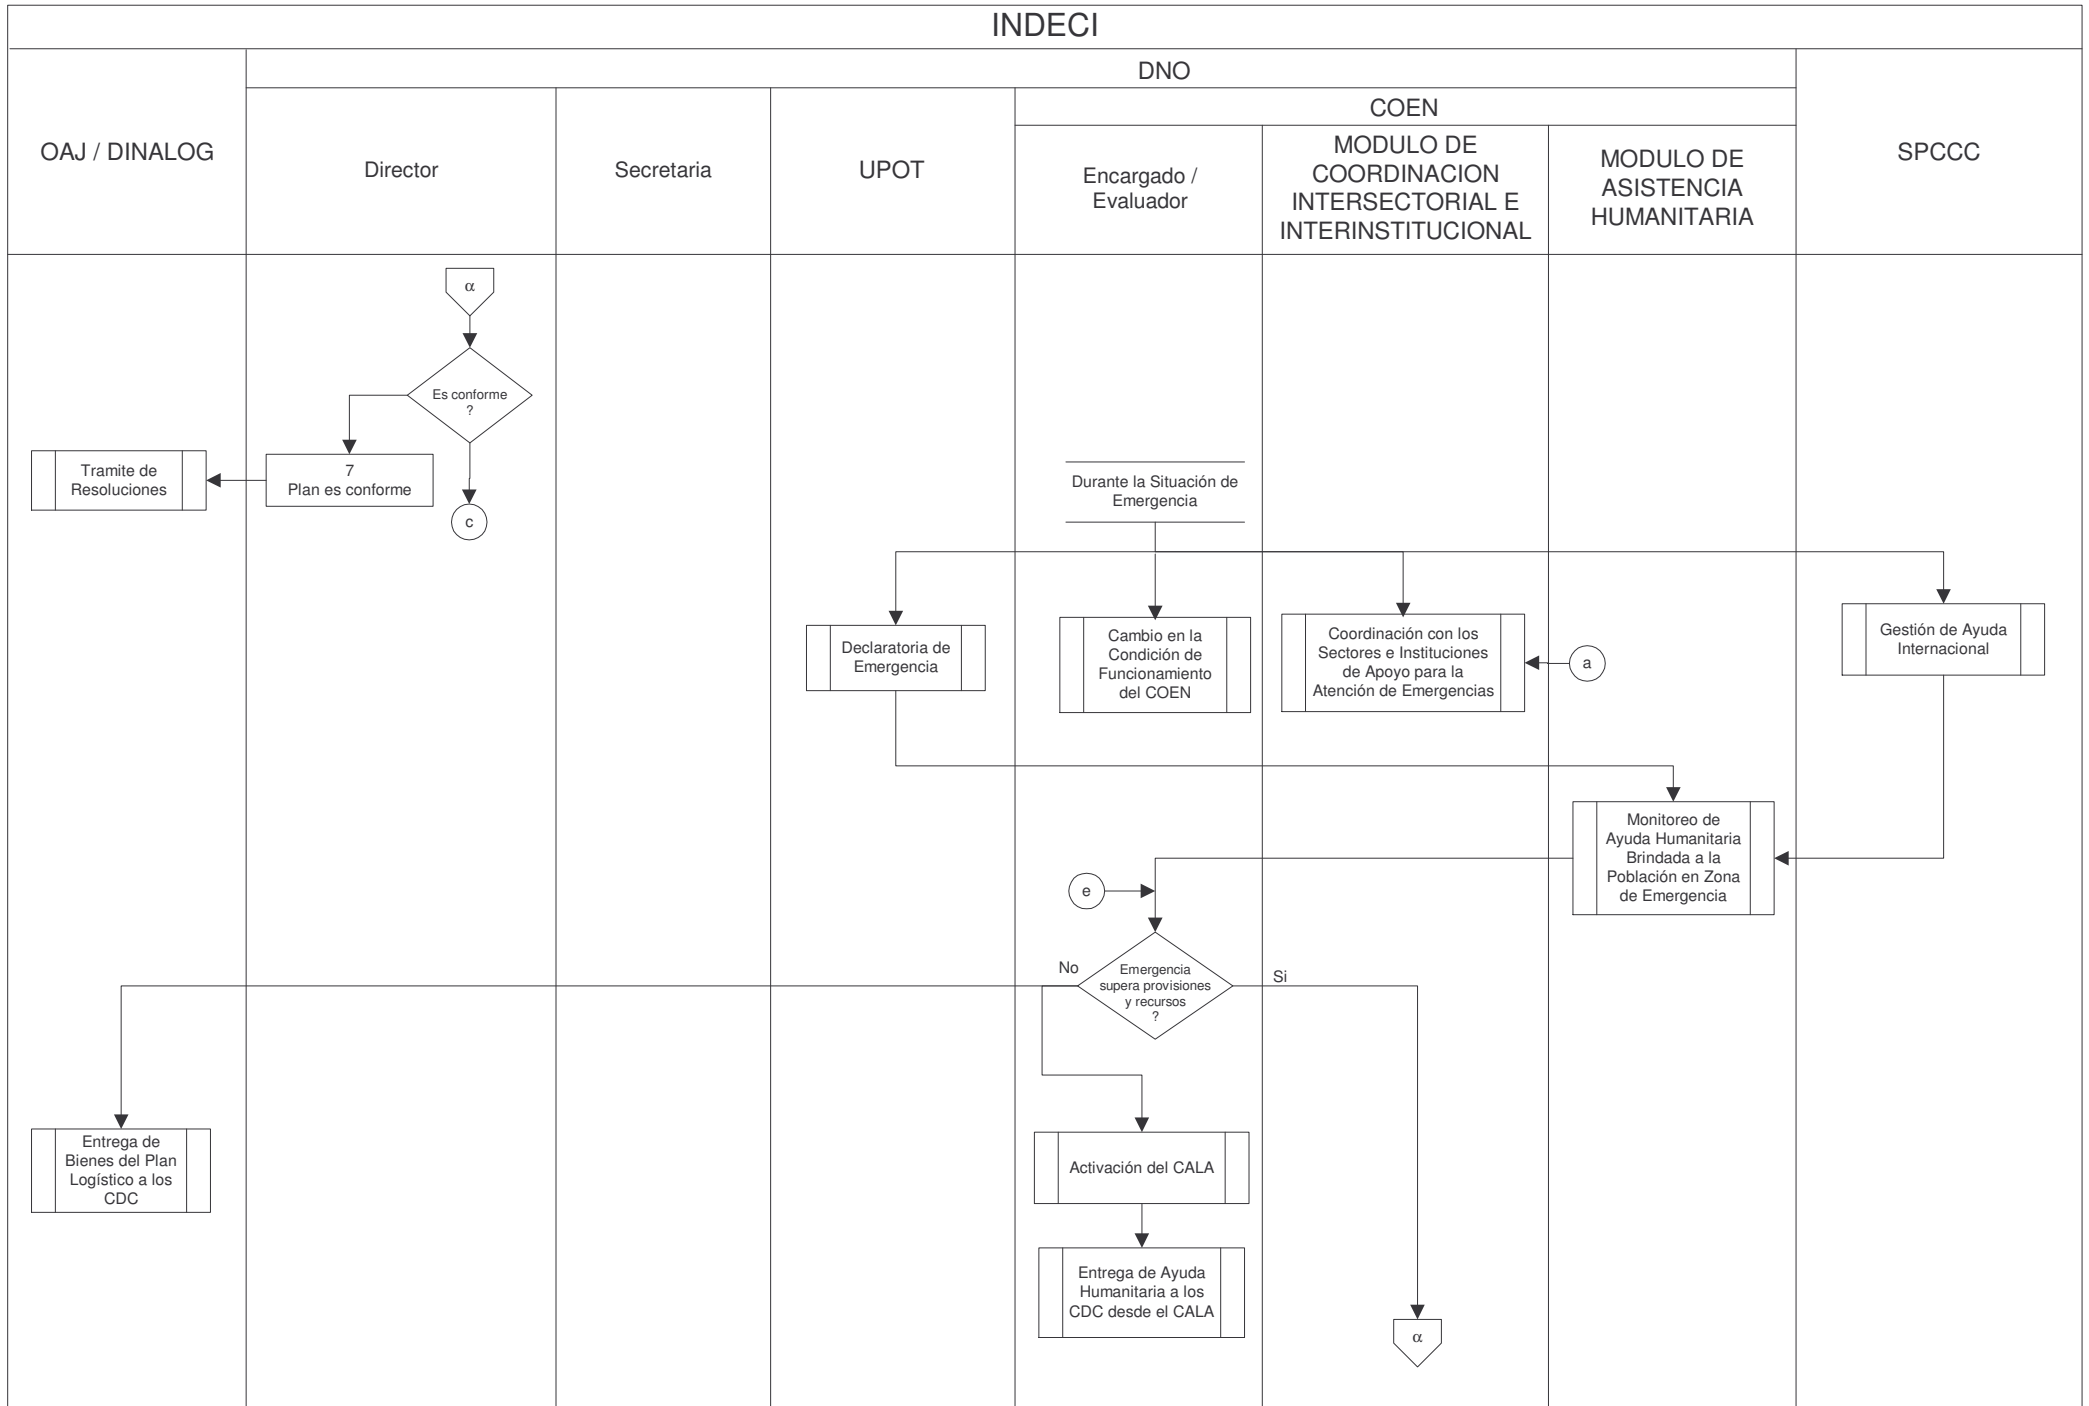 INDECI
DNO
COEN
OAJ / DINALOG
Director
Secretaria
UPOT
Encargado /
Evaluador
MODULO DE
COORDINACION
INTERSECTORIAL E
INTERINSTITUCIONAL
MODULO DE
ASISTENCIA
HUMANITARIA
SPCCC
α
Es conforme
?
7
Plan es conforme
Tramite de
Resoluciones
c
Durante la Situación de
Emergencia
Declaratoria de
Emergencia
Cambio en la
Condición de
Funcionamiento
del COEN
Coordinación con los
Sectores e Instituciones
de Apoyo para la
Atención de Emergencias
a
Gestión de Ayuda
Internacional
Monitoreo de
Ayuda Humanitaria
Brindada a la
Población en Zona
de Emergencia
e
Emergencia
supera provisiones
y recursos
?
No
Si
Entrega de
Bienes del Plan
Logístico a los
CDC
Activación del CALA
Entrega de Ayuda
Humanitaria a los
CDC desde el CALA
α